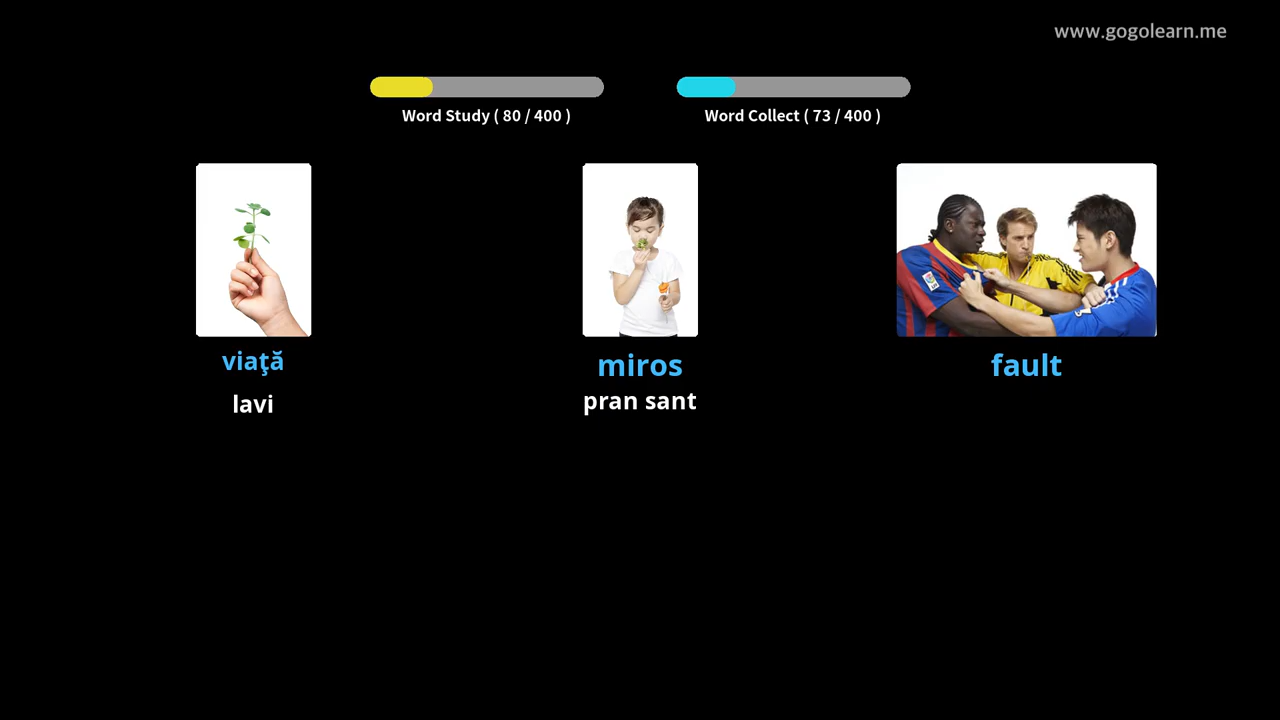 www.gogolearn.me
Word Study ( 80 / 400 )
Word Collect ( 73 / 400 )
viaţă
lavi
miros
pran sant
fault